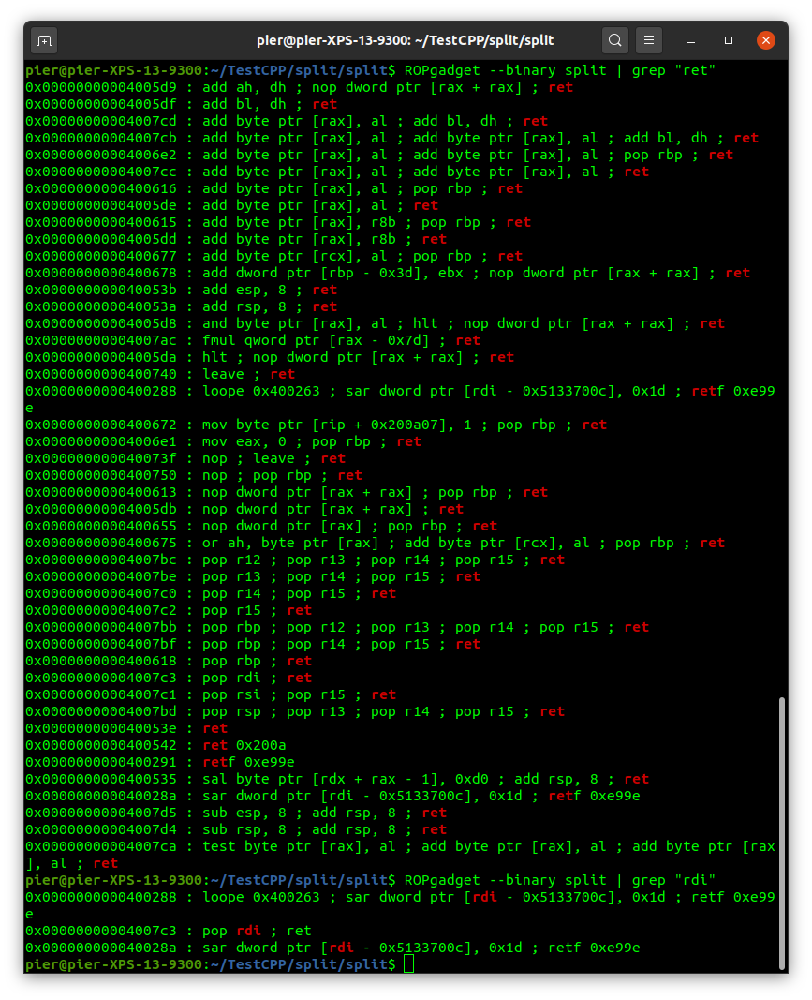 pier@pier-XPS-13-9300: ~/TestCPP/split/split
pier@pier-XPS-13-9300:~/TestCPP/split/split$ ROPgadget --binary split | grep "ret"
0x00000000004005d9 : add ah, dh ; nop dword ptr [rax + rax] ; ret
0x00000000004005df : add bl, dh ; ret
0x00000000004007cd : add byte ptr [rax], al ; add bl, dh ; ret
0x00000000004007cb : add byte ptr [rax], al ; add byte ptr [rax], al ; add bl, dh ; ret
0x00000000004006e2 : add byte ptr [rax], al ; add byte ptr [rax], al ; pop rbp ; ret
0x00000000004007cc : add byte ptr [rax], al ; add byte ptr [rax], al ; ret
0x0000000000400616 : add byte ptr [rax], al ; pop rbp ; ret
0x00000000004005de : add byte ptr [rax], al ; ret
0x0000000000400615 : add byte ptr [rax], r8b ; pop rbp ; ret
0x00000000004005dd : add byte ptr [rax], r8b ; ret
0x0000000000400677 : add byte ptr [rcx], al ; pop rbp ; ret
0x0000000000400678 : add dword ptr [rbp - 0x3d], ebx ; nop dword ptr [rax + rax] ; ret
0x000000000040053b : add esp, 8 ; ret
0x000000000040053a : add rsp, 8 ; ret
0x00000000004005d8 : and byte ptr [rax], al ; hlt ; nop dword ptr [rax + rax] ; ret
0x00000000004007ac : fmul qword ptr [rax - 0x7d] ; ret
0x00000000004005da : hlt ; nop dword ptr [rax + rax] ; ret
0x0000000000400740 : leave ; ret
0x0000000000400288 : loope 0x400263 ; sar dword ptr [rdi - 0x5133700c], 0x1d ; retf 0xe99
e
0x0000000000400672 : mov byte ptr [rip + 0x200a07], 1 ; pop rbp ; ret
0x00000000004006e1 : mov eax, 0 ; pop rbp ; ret
0x000000000040073f : nop ; leave ; ret
0x0000000000400750 : nop ; pop rbp ; ret
0x0000000000400613 : nop dword ptr [rax + rax] ; pop rbp ; ret
0x00000000004005db : nop dword ptr [rax + rax] ; ret
0x0000000000400655 : nop dword ptr [rax] ; pop rbp ; ret
0x0000000000400675 : or ah, byte ptr [rax] ; add byte ptr [rcx], al ; pop rbp ; ret
0x00000000004007bc : pop r12 ; pop r13 ; pop r14 ; pop r15 ; ret
0x00000000004007be : pop r13 ; pop r14 ; pop r15 ; ret
0x00000000004007c0 : pop r14 ; pop r15 ; ret
0x00000000004007c2 : pop r15 ; ret
0x00000000004007bb : pop rbp ; pop r12 ; pop r13 ; pop r14 ; pop r15 ; ret
0x00000000004007bf : pop rbp ; pop r14 ; pop r15 ; ret
0x0000000000400618 : pop rbp ; ret
0x00000000004007c3 : pop rdi ; ret
0x00000000004007c1 : pop rsi ; pop r15 ; ret
0x00000000004007bd : pop rsp ; pop r13 ; pop r14 ; pop r15 ; ret
0x000000000040053e : ret
0x0000000000400542 : ret 0x200a
0x0000000000400291 : retf 0xe99e
0x0000000000400535 : sal byte ptr [rdx + rax - 1], 0xd0 ; add rsp, 8 ; ret
0x000000000040028a : sar dword ptr [rdi - 0x5133700c], 0x1d ; retf 0xe99e
0x00000000004007d5 : sub esp, 8 ; add rsp, 8 ; ret
0x00000000004007d4 : sub rsp, 8 ; add rsp, 8 ; ret
0x00000000004007ca : test byte ptr [rax], al ; add byte ptr [rax], al ; add byte ptr [rax
], al ; ret
pier@pier-XPS-13-9300:~/TestCPP/split/split$ ROPgadget --binary split | grep "rdi"
0x0000000000400288 : loope 0x400263 ; sar dword ptr [rdi - 0x5133700c], 0x1d ; retf 0xe99
e
0x00000000004007c3 : pop rdi ; ret
0x000000000040028a : sar dword ptr [rdi - 0x5133700c], 0x1d ; retf 0xe99e
pier@pier-XPS-13-9300:~/TestCPP/split/split$